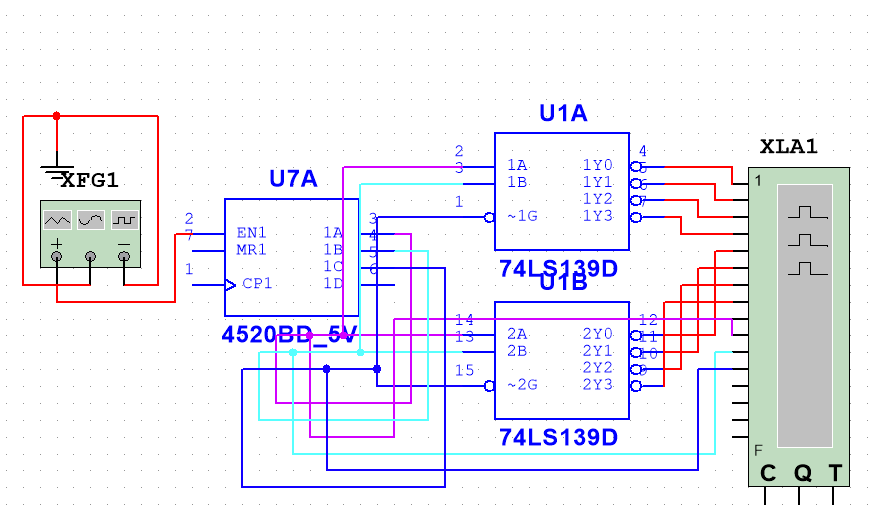 XFG1
+
−
U7A
2
7
1
EN1
MR1
CP1
1A
1B
1C
1D
3
4
5
6
4520BD_5V
U1A
2
3
1
1A
1B
~1G
1Y0
1Y1
1Y2
1Y3
4
5
6
7
74LS139D
U1B
14
13
15
2A
2B
~2G
2Y0
2Y1
2Y2
2Y3
12
11
10
9
74LS139D
XLA1
1
F
C Q T